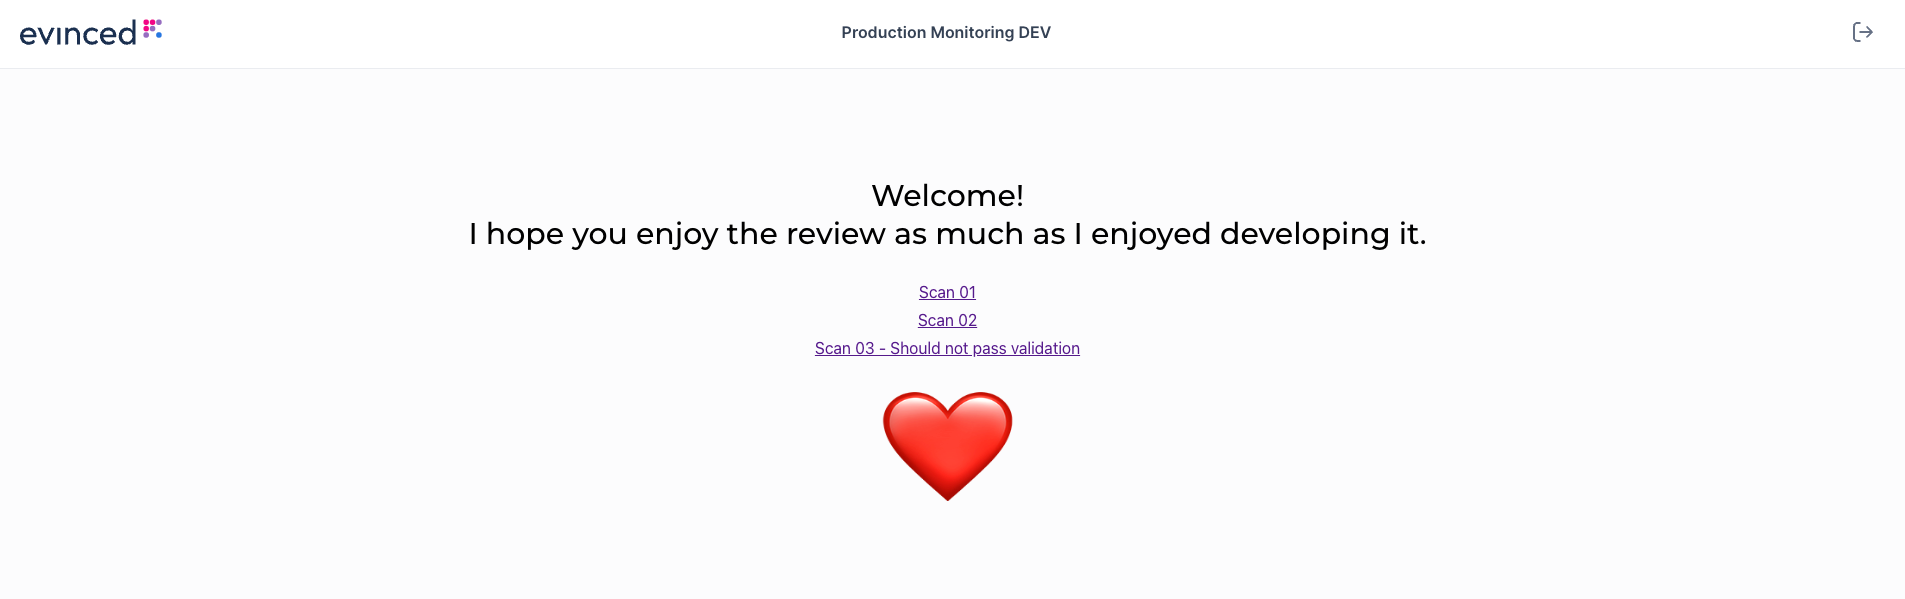 evinced
Production Monitoring DEV
Welcome!
I hope you enjoy the review as much as I enjoyed developing it.
Scan 01
Scan 02
Scan 03 - Should not pass validation